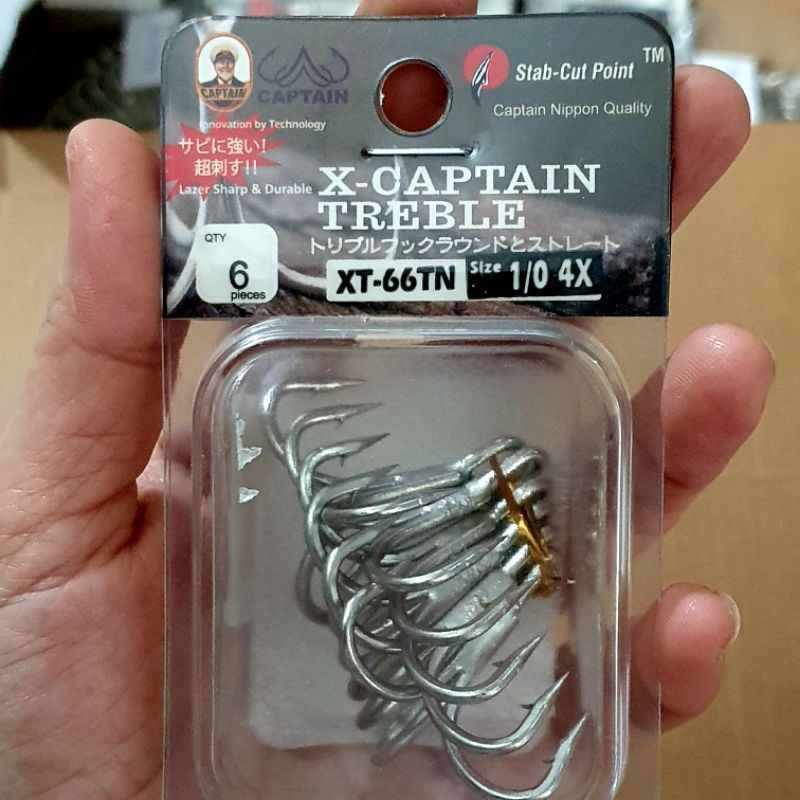 CAPTAIN
CAPTAIN
Innovation by Technology
Stab-Cut Point™
Captain Nippon Quality
サビに強い!
超刺す!!
Lazer Sharp & Durable
X-CAPTAIN
TREBLE
トリプルフックラウンドとストレート
QTY
6
pieces
XT-66TN
Size 1/0 4X